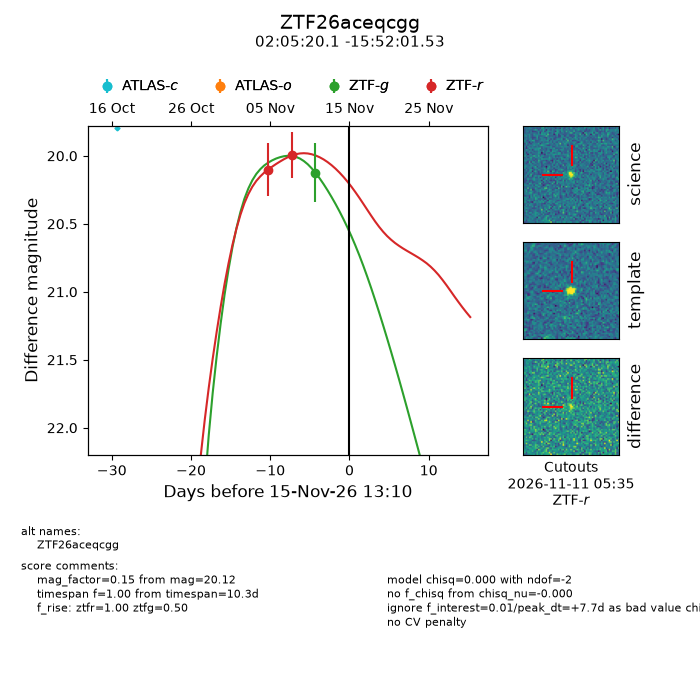 ZTF26aceqcgg
02:05:20.1 -15:52:01.53
ATLAS-c
ATLAS-o
ZTF-g
ZTF-r
16 Oct
26 Oct
05 Nov
15 Nov
25 Nov
20.0
20.5
21.0
21.5
22.0
Difference magnitude
−30
−20
−10
0
10
Days before 15-Nov-26 13:10
science
template
difference
Cutouts
2026-11-11 05:35
ZTF-r
alt names:
ZTF26aceqcgg
score comments:
mag_factor=0.15 from mag=20.12
timespan f=1.00 from timespan=10.3d
f_rise: ztfr=1.00 ztfg=0.50
model chisq=0.000 with ndof=-2
no f_chisq from chisq_nu=-0.000
ignore f_interest=0.01/peak_dt=+7.7d as bad value chi
no CV penalty